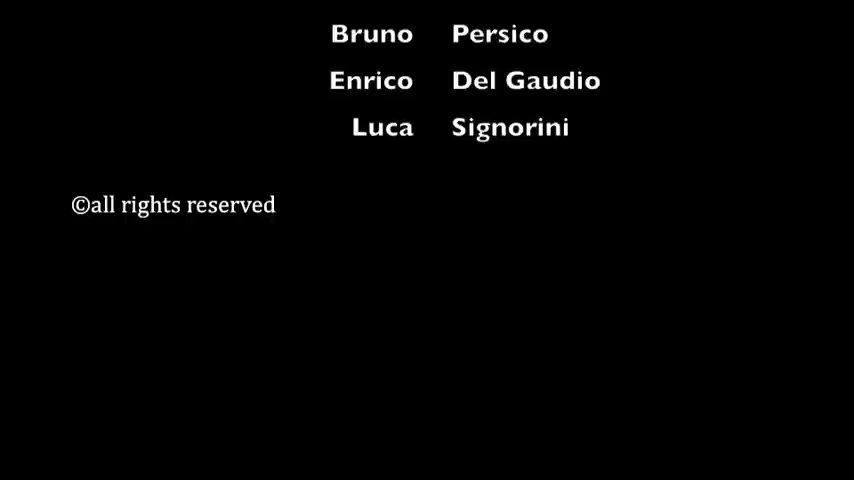 Bruno Persico
Enrico Del Gaudio
Luca Signorini
©all rights reserved